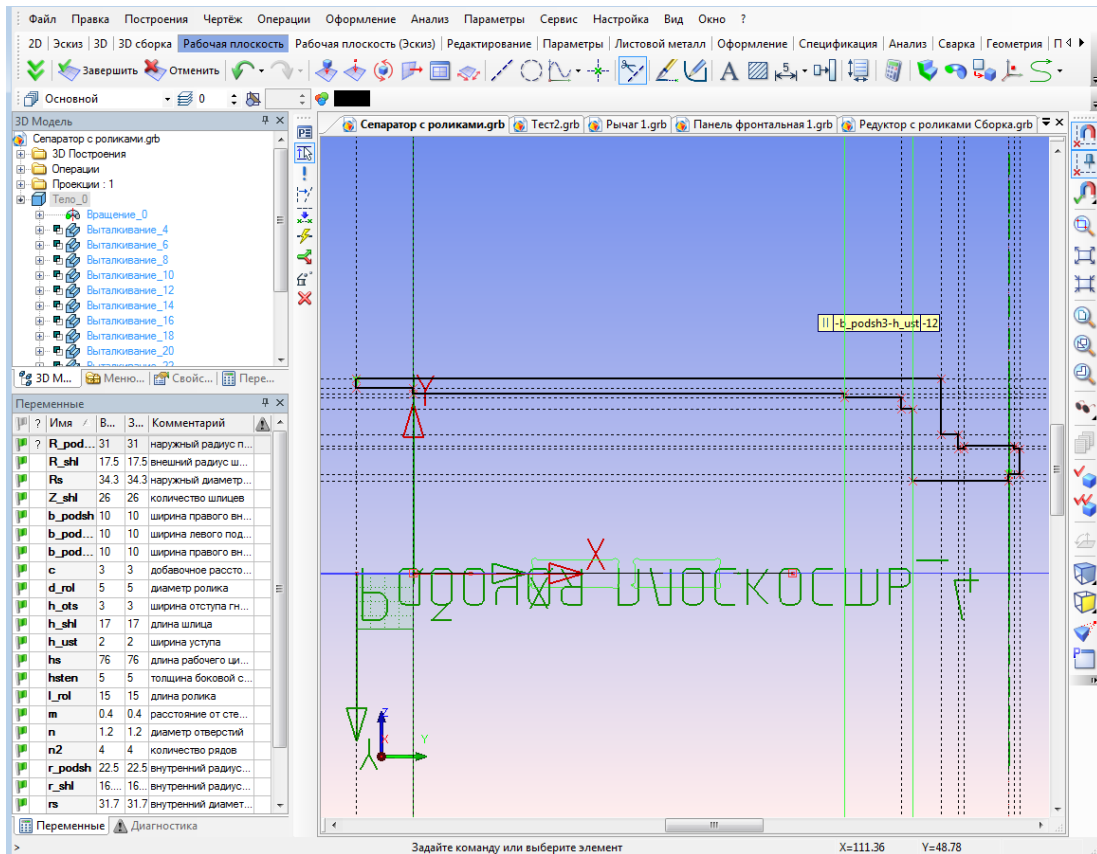 Файл Правка Построения Чертёж Операции Оформление Анализ Параметры Сервис Настройка Вид Окно ?
2D Эскиз 3D 3D сборка Рабочая плоскость Рабочая плоскость (Эскиз) Редактирование Параметры Листовой металл Оформление Спецификация Анализ Сварка Геометрия П
Завершить Отменить
Основной 0
3D Модель
Сепаратор с роликами.grb Тест2.grb Рычаг 1.grb Панель фронтальная 1.grb Редуктор с роликами Сборка.grb
Сепаратор с роликами.grb
3D Построения
Операции
Проекции : 1
Тело_0
Вращение_0
Выталкивание_4
Выталкивание_6
Выталкивание_8
Выталкивание_10
Выталкивание_12
Выталкивание_14
Выталкивание_16
Выталкивание_18
Выталкивание_20
Выталкивание_22
3D М... Меню... Свойс... Пере...
-b_podsh3-h_ust-12
Y
X
Z
X
Y
Переменные
? Имя В... З... Комментарий
? R_pod... 31 31 наружный радиус п...
R_shl 17.5 17.5 внешний радиус ш...
Rs 34.3 34.3 наружный диаметр...
Z_shl 26 26 количество шлицев
b_podsh 10 10 ширина правого вн...
b_pod... 10 10 ширина левого под...
b_pod... 10 10 ширина правого вн...
c 3 3 добавочное рассто...
d_rol 5 5 диаметр ролика
h_ots 3 3 ширина отступа гн...
h_shl 17 17 длина шлица
h_ust 2 2 ширина уступа
hs 76 76 длина рабочего ци...
hsten 5 5 толщина боковой с...
l_rol 15 15 длина ролика
m 0.4 0.4 расстояние от сте...
n 1.2 1.2 диаметр отверстий
n2 4 4 количество рядов
r_podsh 22.5 22.5 внутренний радиус...
r_shl 16... 16... внутренний радиус...
rs 31.7 31.7 внутренний диамет...
Переменные Диагностика
> Задайте команду или выберите элемент X=111.36 Y=48.78